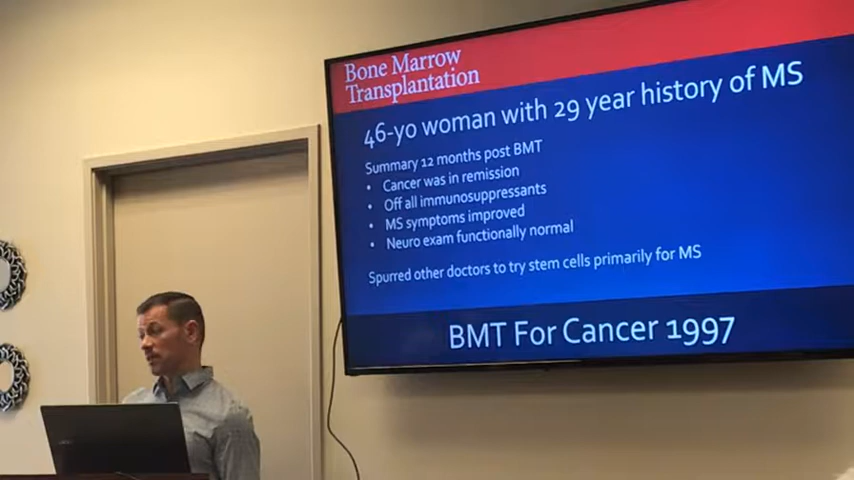 Bone Marrow
Transplantation
46-yo woman with 29 year history of MS
Summary 12 months post BMT
• Cancer was in remission
• Off all immunosuppressants
• MS symptoms improved
• Neuro exam functionally normal
Spurred other doctors to try stem cells primarily for MS
BMT For Cancer 1997